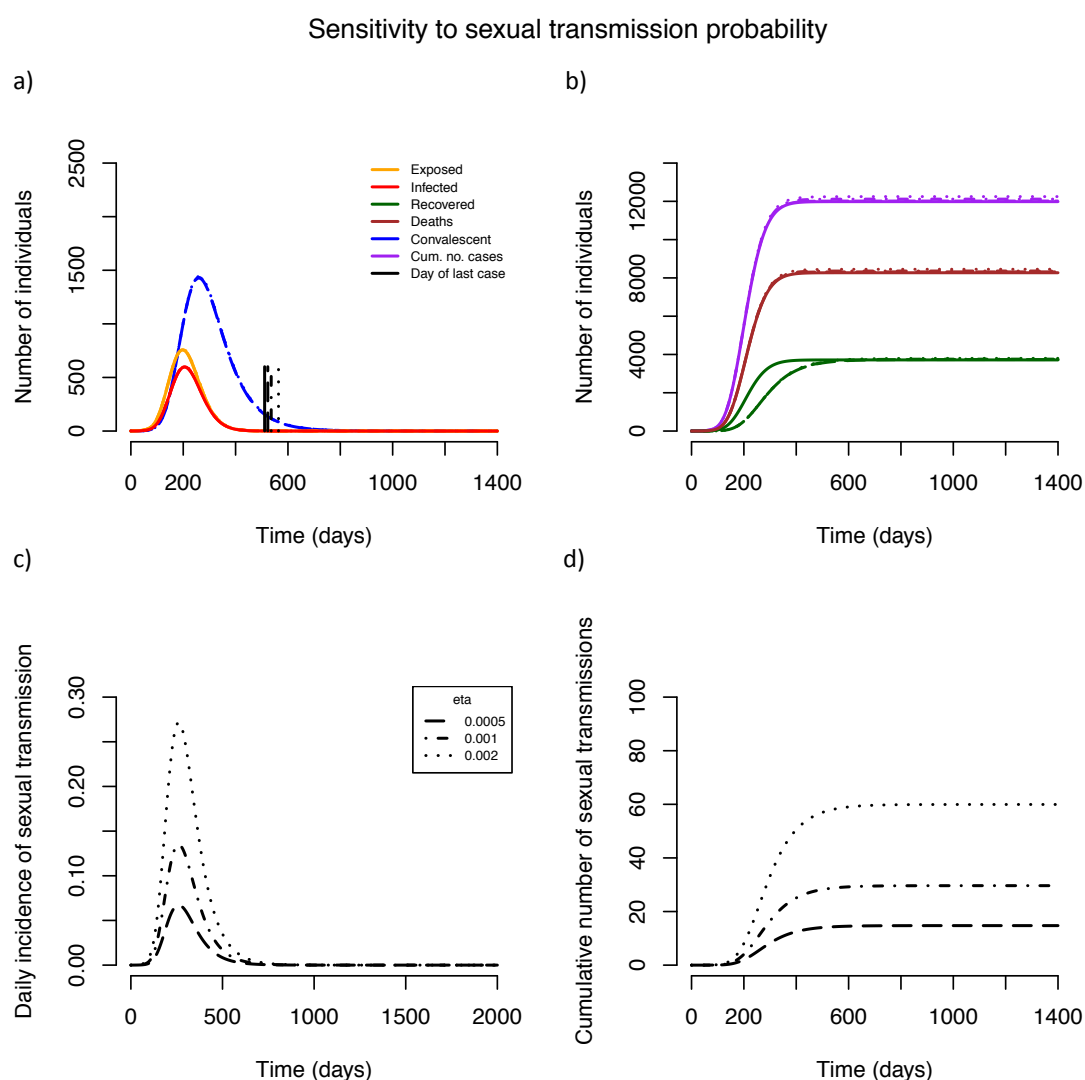 Sensitivity to sexual transmission probability
a)
Number of individuals
0
500
1500
2500
0
200
600
1000
1400
Time (days)
Exposed
Infected
Recovered
Deaths
Convalescent
Cum. no. cases
Day of last case
b)
Number of individuals
0
4000
8000
12000
0
200
600
1000
1400
Time (days)
c)
Daily incidence of sexual transmission
0.00
0.10
0.20
0.30
0
500
1000
1500
2000
Time (days)
eta
0.0005
0.001
0.002
d)
Cumulative number of sexual transmissions
0
20
40
60
80
100
0
200
600
1000
1400
Time (days)